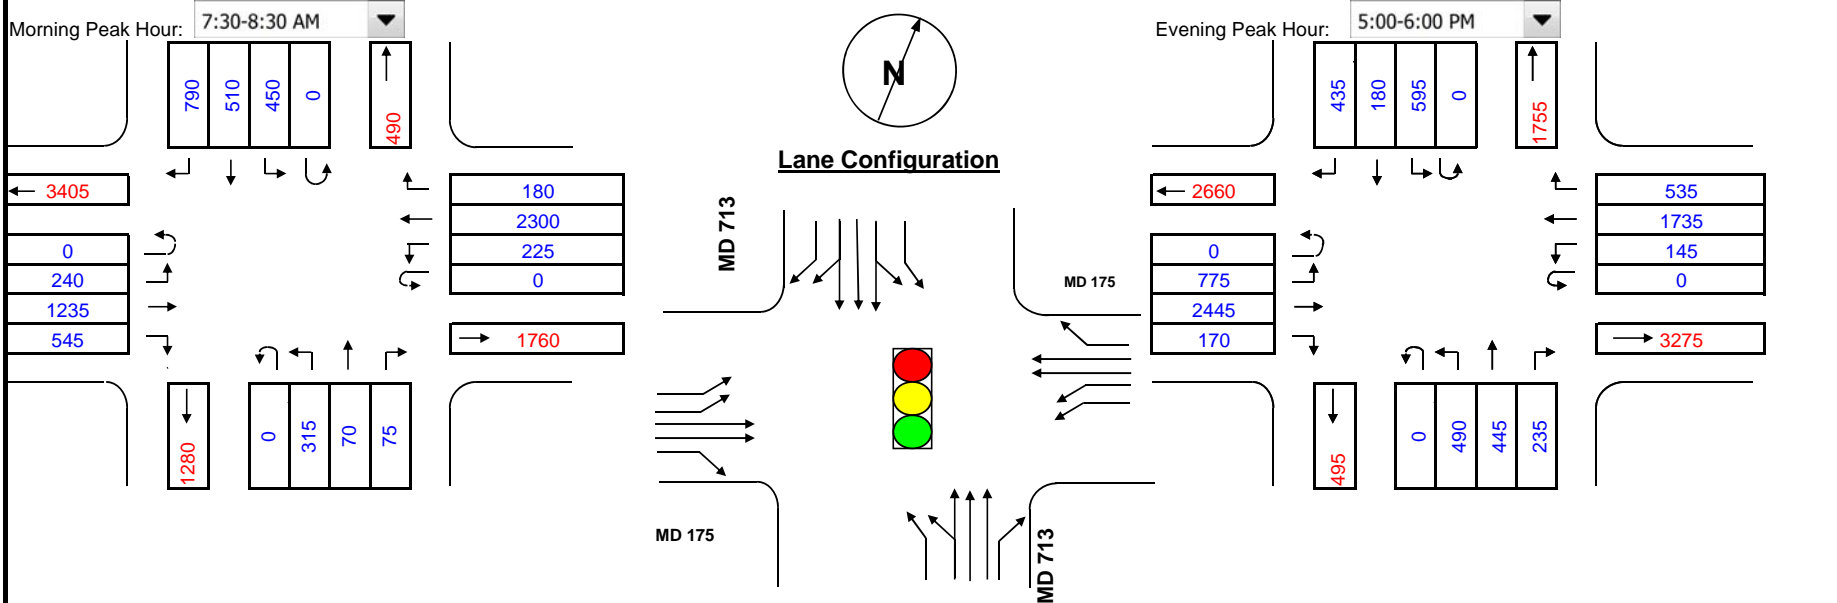 Morning Peak Hour: 7:30-8:30 AM
790 510 450 0
490
3405
0
240
1235
545
180
2300
225
0
1760
1280
0 315 70 75
N
Lane Configuration
MD 713
MD 175
MD 175
MD 713
Evening Peak Hour: 5:00-6:00 PM
435 180 595 0
1755
2660
0
775
2445
170
535
1735
145
0
3275
495
0 490 445 235